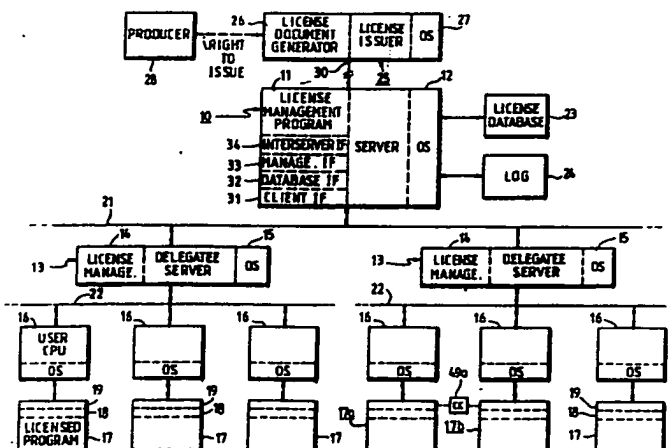 26
LICENSE DOCUMENT GENERATOR
LICENSE ISSUER
OS
27
PRODUCER
28
RIGHT TO ISSUE
30
25
11
12
10
LICENSE MANAGEMENT PROGRAM
34
INTERSERVER IF
33
MANAGE. IF
32
DATABASE IF
31
CLIENT IF
SERVER
OS
LICENSE DATABASE
23
LOG
24
21
14
15
13
LICENSE MANAGE.
DELEGATEE SERVER
OS
14
15
13
LICENSE MANAGE.
DELEGATEE SERVER
OS
22
22
16
USER CPU
OS
16
OS
16
OS
16
OS
16
OS
16
OS
19
18
LICENSED PROGRAM
17
19
18
17
17
17a
49a
CC
17b
19
18
17